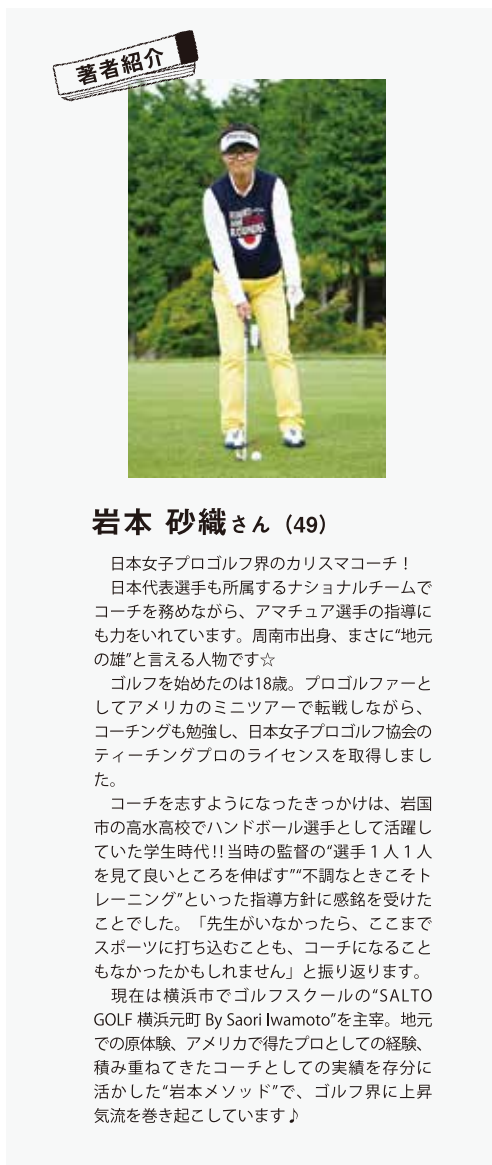 著者紹介
岩本 砂織さん（49）
　日本女子プロゴルフ界のカリスマコーチ！
　日本代表選手も所属するナショナルチームで
コーチを務めながら、アマチュア選手の指導に
も力をいれています。周南市出身、まさに“地元
の雄”と言える人物です☆
　ゴルフを始めたのは18歳。プロゴルファーと
してアメリカのミニツアーで転戦しながら、
コーチングも勉強し、日本女子プロゴルフ協会の
ティーチングプロのライセンスを取得しまし
た。
　コーチを志すようになったきっかけは、岩国
市の高水高校でハンドボール選手として活躍し
ていた学生時代!!当時の監督の“選手１人１人
を見て良いところを伸ばす”“不調なときこそト
レーニング”といった指導方針に感銘を受けた
ことでした。「先生がいなかったら、ここまで
スポーツに打ち込むことも、コーチになること
もなかったかもしれません」と振り返ります。
　現在は横浜市でゴルフスクールの“SALTO
GOLF 横浜元町 By Saori Iwamoto”を主宰。地元
での原体験、アメリカで得たプロとしての経験、
積み重ねてきたコーチとしての実績を存分に
活かした“岩本メソッド”で、ゴルフ界に上昇
気流を巻き起こしています♪